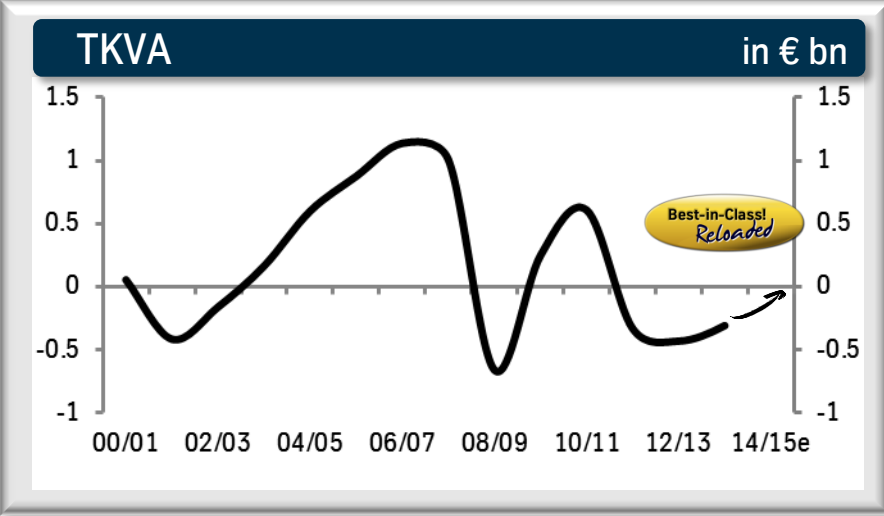 TKVA in € bn
1.5 1.5
1 1
Best-in-Class!
Reloaded
0.5 0.5
0 0
-0.5 -0.5
-1 -1
00/01 02/03 04/05 06/07 08/09 10/11 12/13 14/15e